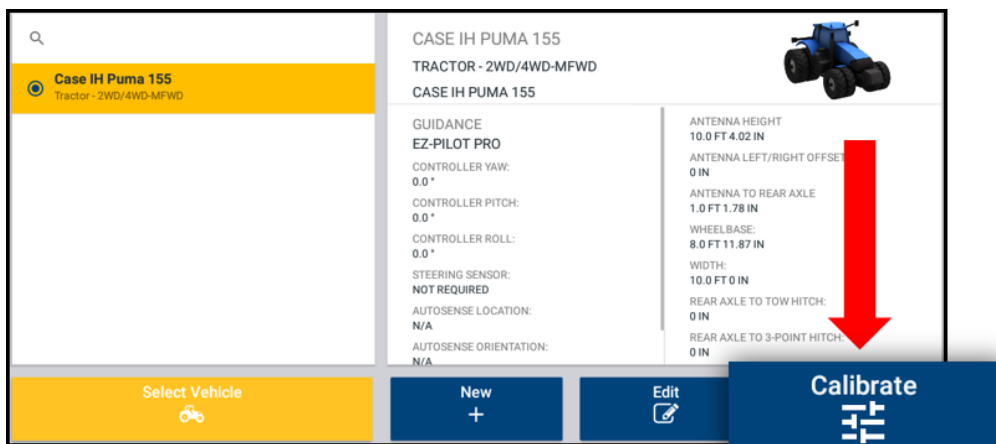 Case IH Puma 155
Tractor - 2WD/4WD-MFWD
CASE IH PUMA 155
TRACTOR - 2WD/4WD-MFWD
CASE IH PUMA 155
GUIDANCE
EZ-PILOT PRO
CONTROLLER YAW:
0.0 °
CONTROLLER PITCH:
0.0 °
CONTROLLER ROLL:
0.0 °
STEERING SENSOR:
NOT REQUIRED
AUTOSENSE LOCATION:
N/A
AUTOSENSE ORIENTATION:
N/A
ANTENNA HEIGHT
10.0 FT 4.02 IN
ANTENNA LEFT/RIGHT OFFSET
0 IN
ANTENNA TO REAR AXLE
1.0 FT 1.78 IN
WHEELBASE:
8.0 FT 11.87 IN
WIDTH:
10.0 FT 0 IN
REAR AXLE TO TOW HITCH:
0 IN
REAR AXLE TO 3-POINT HITCH:
0 IN
Select Vehicle
New
Edit
Calibrate